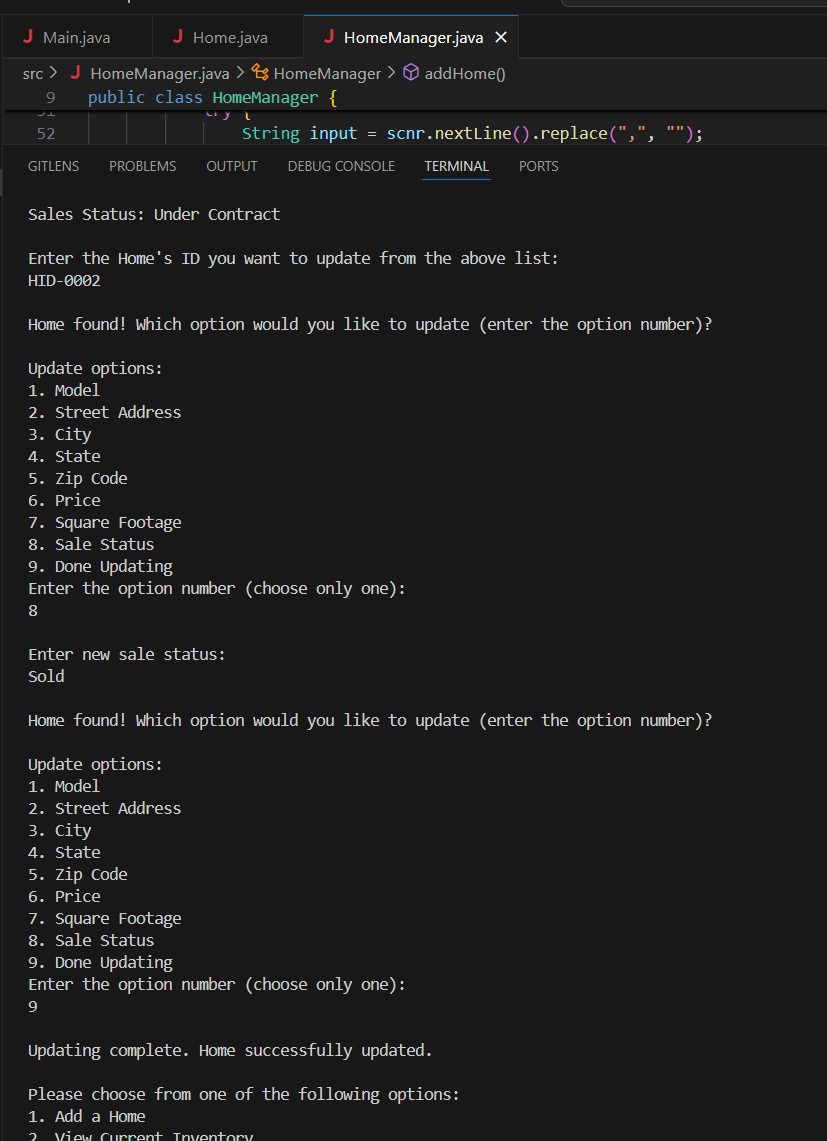 Main.java Home.java HomeManager.java
src > HomeManager.java > HomeManager > addHome()
9 public class HomeManager {
51 try {
52 String input = scnr.nextLine().replace(",", "");
GITLENS PROBLEMS OUTPUT DEBUG CONSOLE TERMINAL PORTS
Sales Status: Under Contract
Enter the Home's ID you want to update from the above list:
HID-0002
Home found! Which option would you like to update (enter the option number)?
Update options:
1. Model
2. Street Address
3. City
4. State
5. Zip Code
6. Price
7. Square Footage
8. Sale Status
9. Done Updating
Enter the option number (choose only one):
8
Enter new sale status:
Sold
Home found! Which option would you like to update (enter the option number)?
Update options:
1. Model
2. Street Address
3. City
4. State
5. Zip Code
6. Price
7. Square Footage
8. Sale Status
9. Done Updating
Enter the option number (choose only one):
9
Updating complete. Home successfully updated.
Please choose from one of the following options:
1. Add a Home
2. View Current Inventory